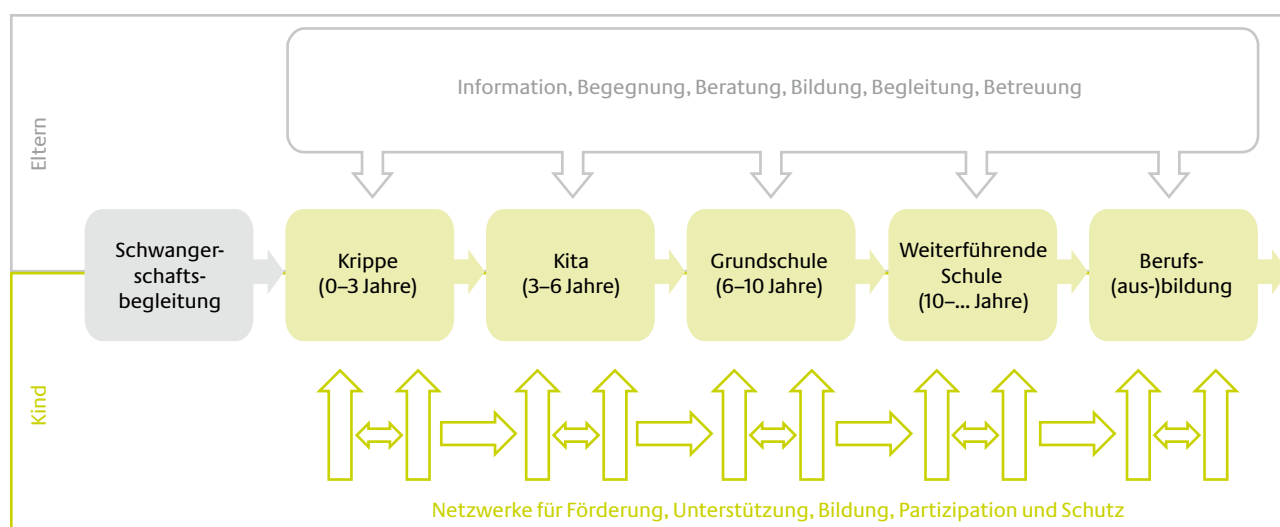 Information, Begegnung, Beratung, Bildung, Begleitung, Betreuung
Eltern
Schwanger-
schafts-
begleitung
Krippe
(0–3 Jahre)
Kita
(3–6 Jahre)
Grundschule
(6–10 Jahre)
Weiterführende
Schule
(10–... Jahre)
Berufs-
(aus-)bildung
Kind
Netzwerke für Förderung, Unterstützung, Bildung, Partizipation und Schutz